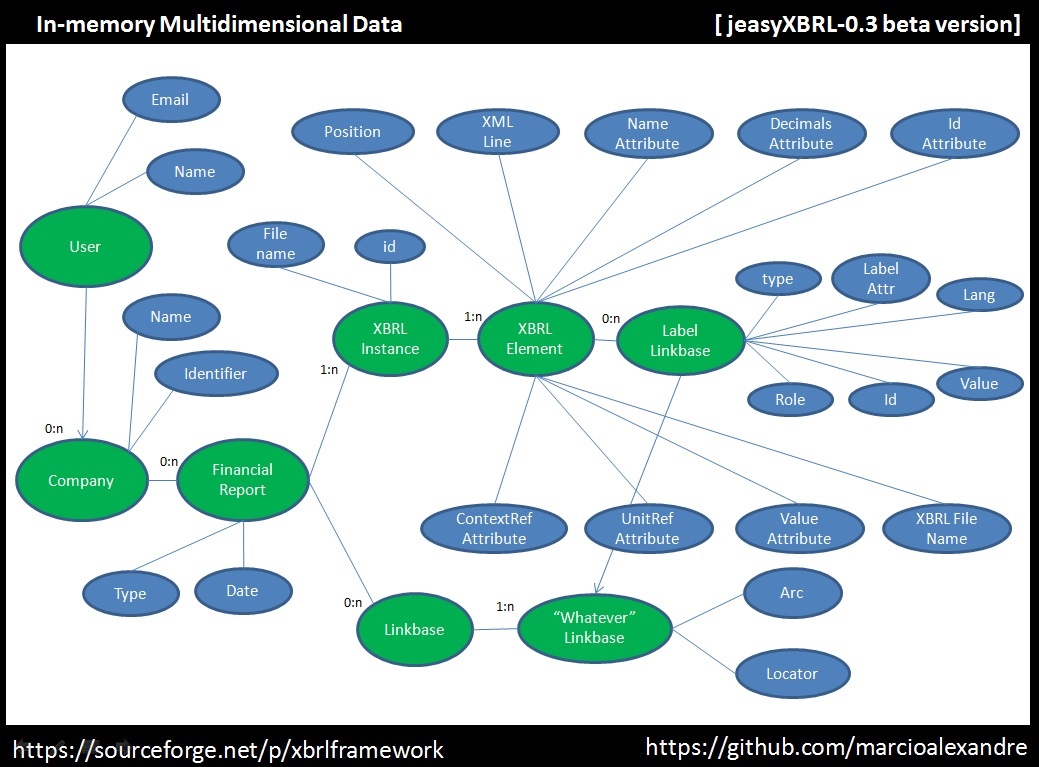 In-memory Multidimensional Data
[ jeasyXBRL-0.3 beta version]
Email
Name
User
Position
XML
Line
Name
Attribute
Decimals
Attribute
Id
Attribute
File
name
id
Name
Identifier
XBRL
Instance
1:n
XBRL
Element
0:n
Label
Linkbase
type
Label
Attr
Lang
Value
Id
Role
1:n
0:n
Company
0:n
Financial
Report
Type
Date
ContextRef
Attribute
UnitRef
Attribute
Value
Attribute
XBRL File
Name
0:n
Linkbase
1:n
“Whatever”
Linkbase
Arc
Locator
https://sourceforge.net/p/xbrlframework
https://github.com/marcioalexandre